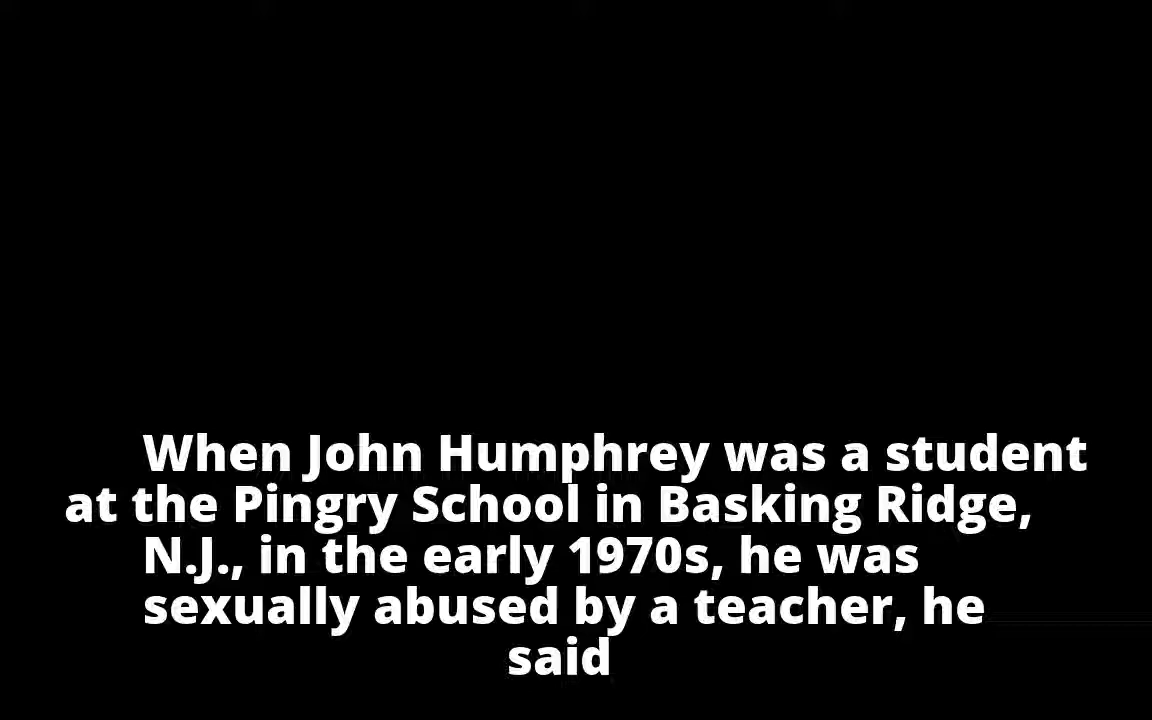 When John Humphrey was a student
at the Pingry School in Basking Ridge,
N.J., in the early 1970s, he was
sexually abused by a teacher, he
said